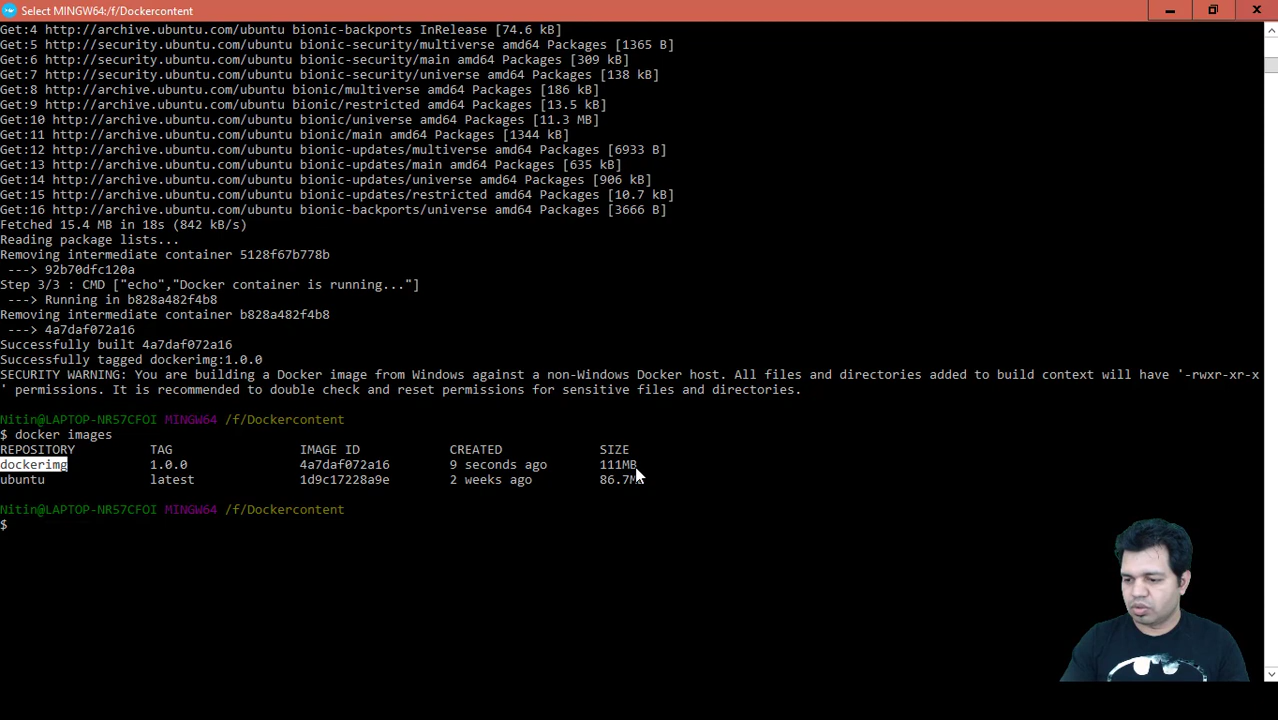 Select MINGW64:/f/Dockercontent
Get:4 http://archive.ubuntu.com/ubuntu bionic-backports InRelease [74.6 kB]
Get:5 http://security.ubuntu.com/ubuntu bionic-security/multiverse amd64 Packages [1365 B]
Get:6 http://security.ubuntu.com/ubuntu bionic-security/main amd64 Packages [309 kB]
Get:7 http://security.ubuntu.com/ubuntu bionic-security/universe amd64 Packages [138 kB]
Get:8 http://archive.ubuntu.com/ubuntu bionic/multiverse amd64 Packages [186 kB]
Get:9 http://archive.ubuntu.com/ubuntu bionic/restricted amd64 Packages [13.5 kB]
Get:10 http://archive.ubuntu.com/ubuntu bionic/universe amd64 Packages [11.3 MB]
Get:11 http://archive.ubuntu.com/ubuntu bionic/main amd64 Packages [1344 kB]
Get:12 http://archive.ubuntu.com/ubuntu bionic-updates/multiverse amd64 Packages [6933 B]
Get:13 http://archive.ubuntu.com/ubuntu bionic-updates/main amd64 Packages [635 kB]
Get:14 http://archive.ubuntu.com/ubuntu bionic-updates/universe amd64 Packages [906 kB]
Get:15 http://archive.ubuntu.com/ubuntu bionic-updates/restricted amd64 Packages [10.7 kB]
Get:16 http://archive.ubuntu.com/ubuntu bionic-backports/universe amd64 Packages [3666 B]
Fetched 15.4 MB in 18s (842 kB/s)
Reading package lists...
Removing intermediate container 5128f67b778b
---> 92b70dfc120a
Step 3/3 : CMD ["echo","Docker container is running..."]
---> Running in b828a482f4b8
Removing intermediate container b828a482f4b8
---> 4a7daf072a16
Successfully built 4a7daf072a16
Successfully tagged dockerimg:1.0.0
SECURITY WARNING: You are building a Docker image from Windows against a non-Windows Docker host. All files and directories added to build context will have '-rwxr-xr-x
' permissions. It is recommended to double check and reset permissions for sensitive files and directories.
Nitin@LAPTOP-NR57CFOI MINGW64 /f/Dockercontent
$ docker images
REPOSITORY TAG IMAGE ID CREATED SIZE
dockerimg 1.0.0 4a7daf072a16 9 seconds ago 111MB
ubuntu latest 1d9c17228a9e 2 weeks ago
Nitin@LAPTOP-NR57CFOI MINGW64 /f/Dockercontent
$